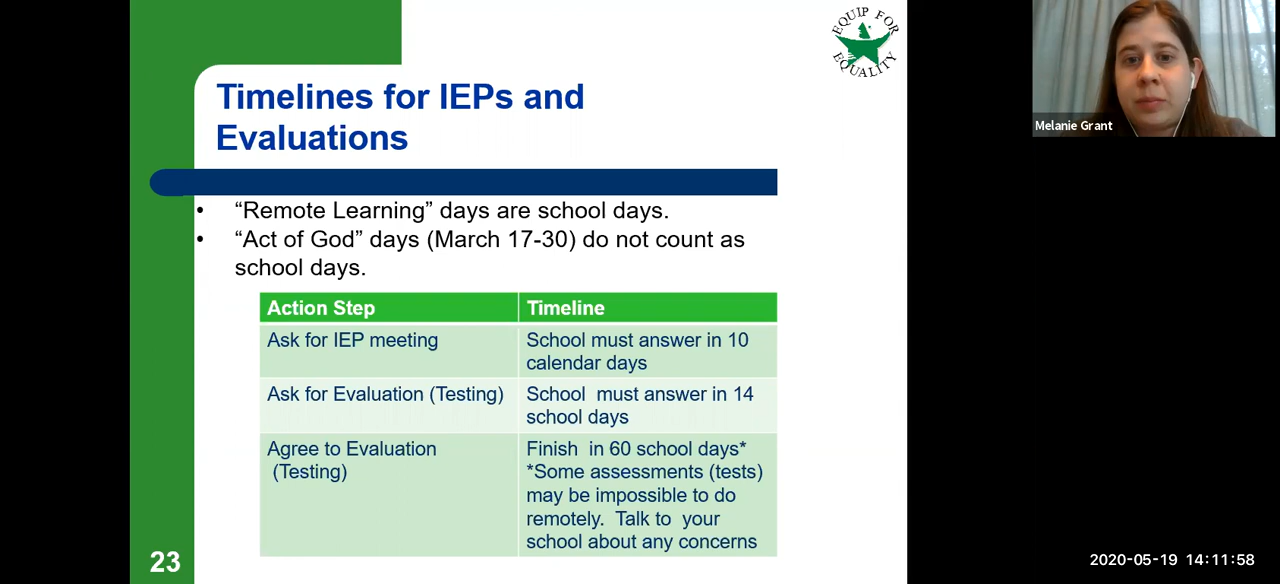 EQUIP FOR
EQUALITY
Melanie Grant
Timelines for IEPs and
Evaluations
• “Remote Learning” days are school days.
• “Act of God” days (March 17-30) do not count as
school days.
Action Step
Timeline
Ask for IEP meeting
School must answer in 10
calendar days
Ask for Evaluation (Testing)
School must answer in 14
school days
Agree to Evaluation
(Testing)
Finish in 60 school days*
*Some assessments (tests)
may be impossible to do
remotely. Talk to your
school about any concerns
23
2020-05-19 14:11:58